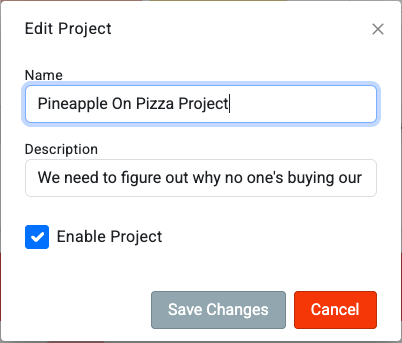 Edit Project
Name
Pineapple On Pizza Project
Description
We need to figure out why no one's buying our
Enable Project
Save Changes
Cancel